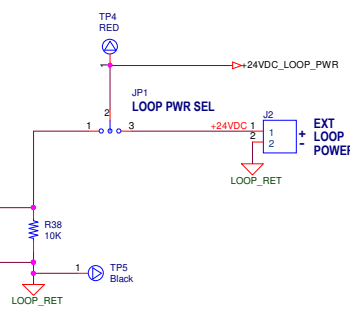 TP4
RED
+24VDC_LOOP_PWR
JP1
LOOP PWR SEL
2
1
3
+24VDC
J2
1
2
1
2
+
-
EXT
LOOP
POWER
LOOP_RET
R38
10K
1
TP5
Black
LOOP_RET